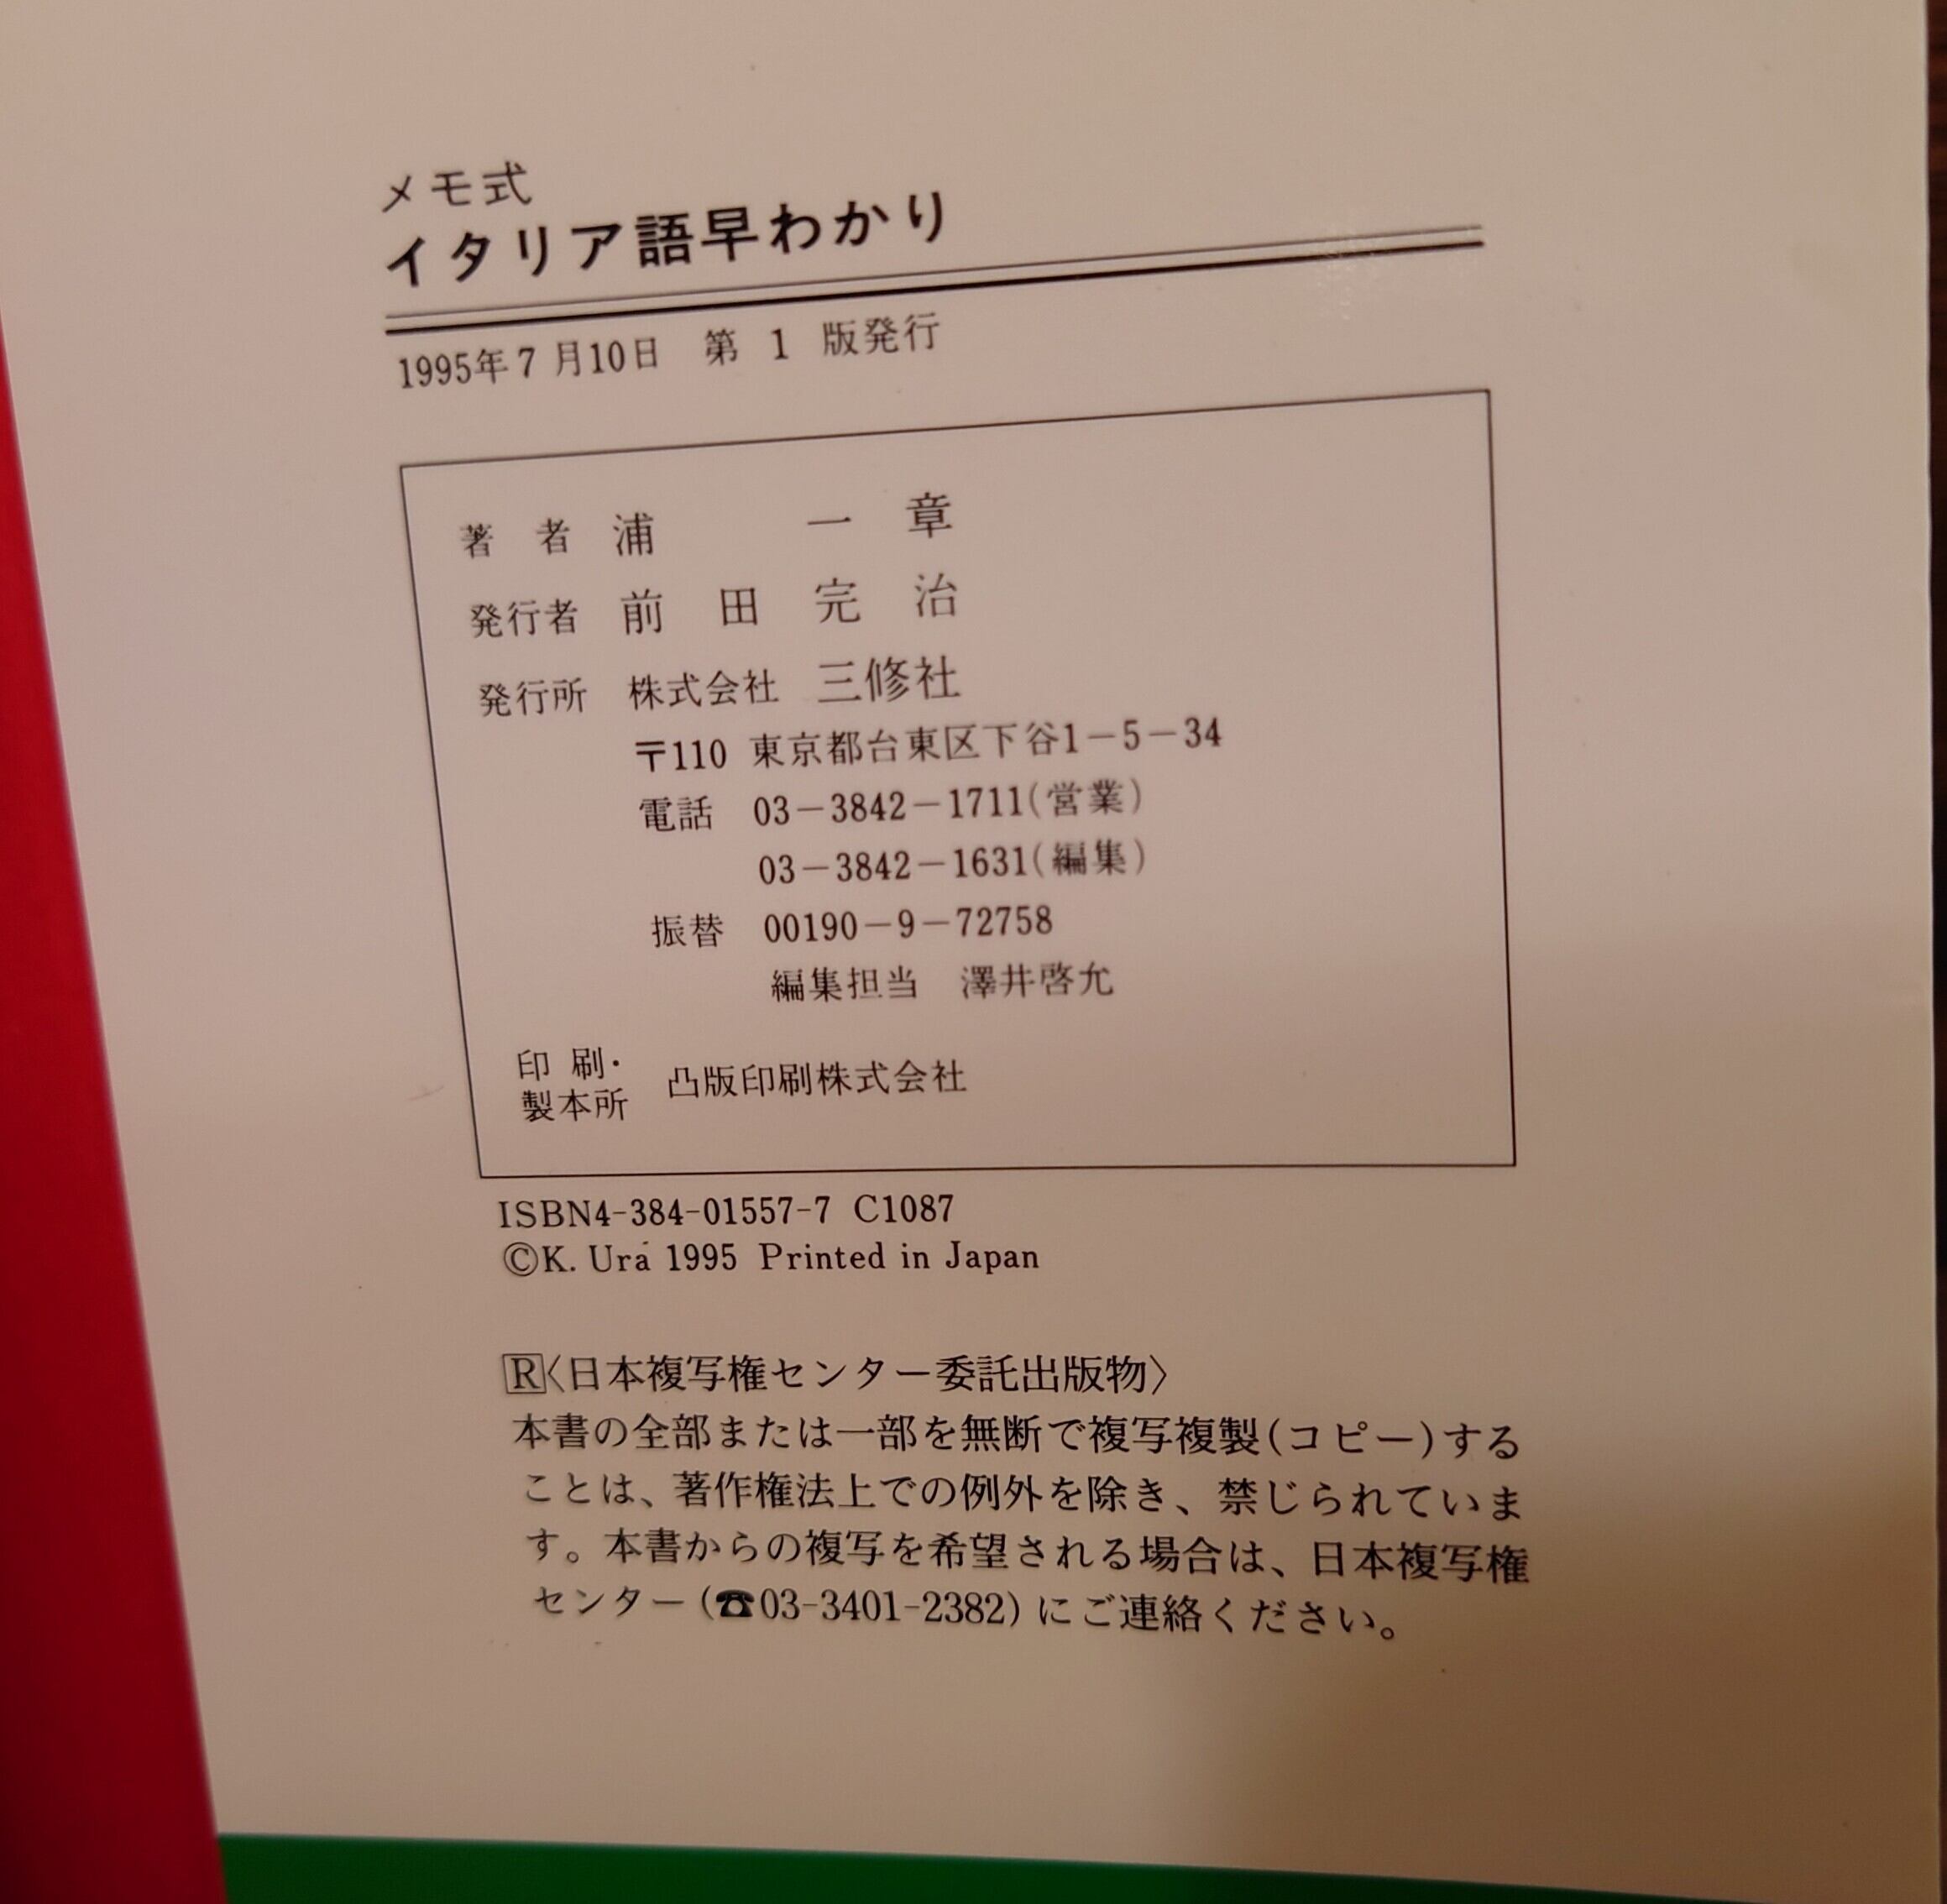 メモ式
イタリア語早わかり
1995年7月10日 第1版発行
著者 浦 一章
発行者 前田完治
発行所 株式会社 三修社
〒110 東京都台東区下谷1-5-34
電話 03-3842-1711(営業)
03-3842-1631(編集)
振替 00190-9-72758
編集担当 澤井啓允
印刷・
製本所 凸版印刷株式会社
ISBN4-384-01557-7 C1087
©K. Ura 1995 Printed in Japan
R〈日本複写権センター委託出版物〉
本書の全部または一部を無断で複写複製(コピー)する
ことは、著作権法上での例外を除き、禁じられていま
す。本書からの複写を希望される場合は、日本複写権
センター(☎03-3401-2382)にご連絡ください。